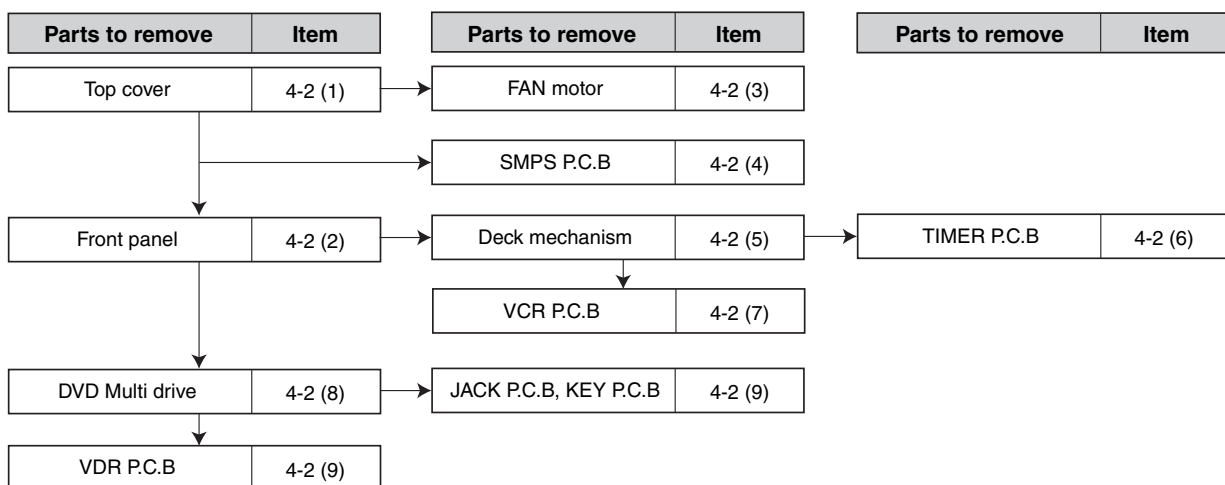 Parts to remove Item Parts to remove Item Parts to remove Item
Top cover 4-2 (1) FAN motor 4-2 (3)
SMPS P.C.B 4-2 (4)
Front panel 4-2 (2) Deck mechanism 4-2 (5) TIMER P.C.B 4-2 (6)
VCR P.C.B 4-2 (7)
DVD Multi drive 4-2 (8) JACK P.C.B, KEY P.C.B 4-2 (9)
VDR P.C.B 4-2 (9)